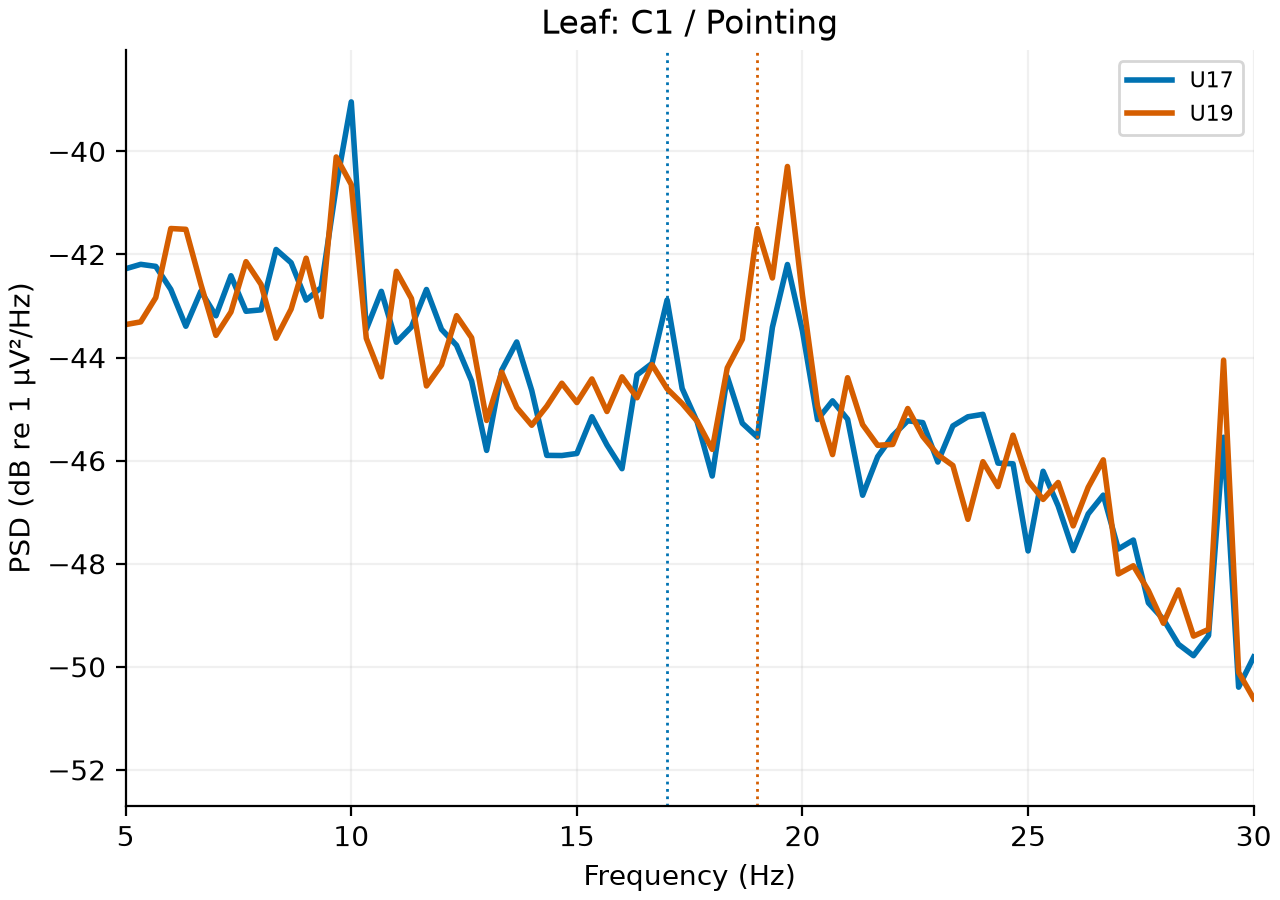 Leaf: C1 / Pointing
U17
U19
−40
−42
−44
−46
−48
−50
−52
PSD (dB re 1 µV²/Hz)
5 10 15 20 25 30
Frequency (Hz)